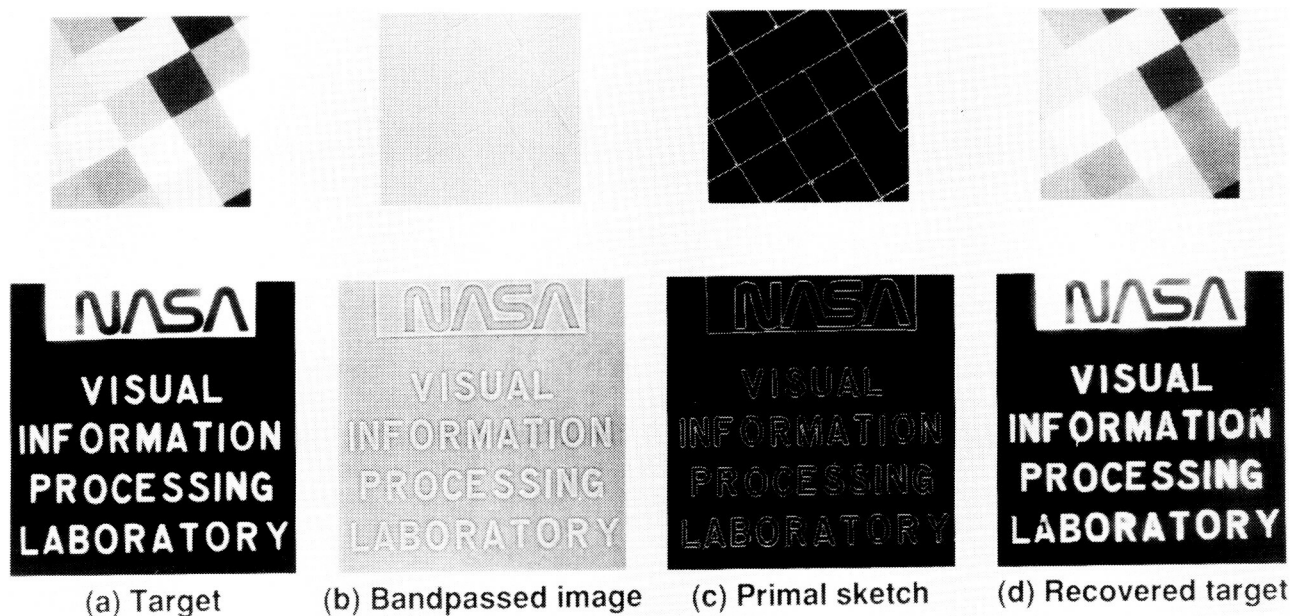 NASA
VISUAL
INFORMATION
PROCESSING
LABORATORY
(a) Target
NASA
VISUAL
INFORMATION
PROCESSING
LABORATORY
(b) Bandpassed image
NASA
VISUAL
INFORMATION
PROCESSING
LABORATORY
(c) Primal sketch
NASA
VISUAL
INFORMATION
PROCESSING
LABORATORY
(d) Recovered target